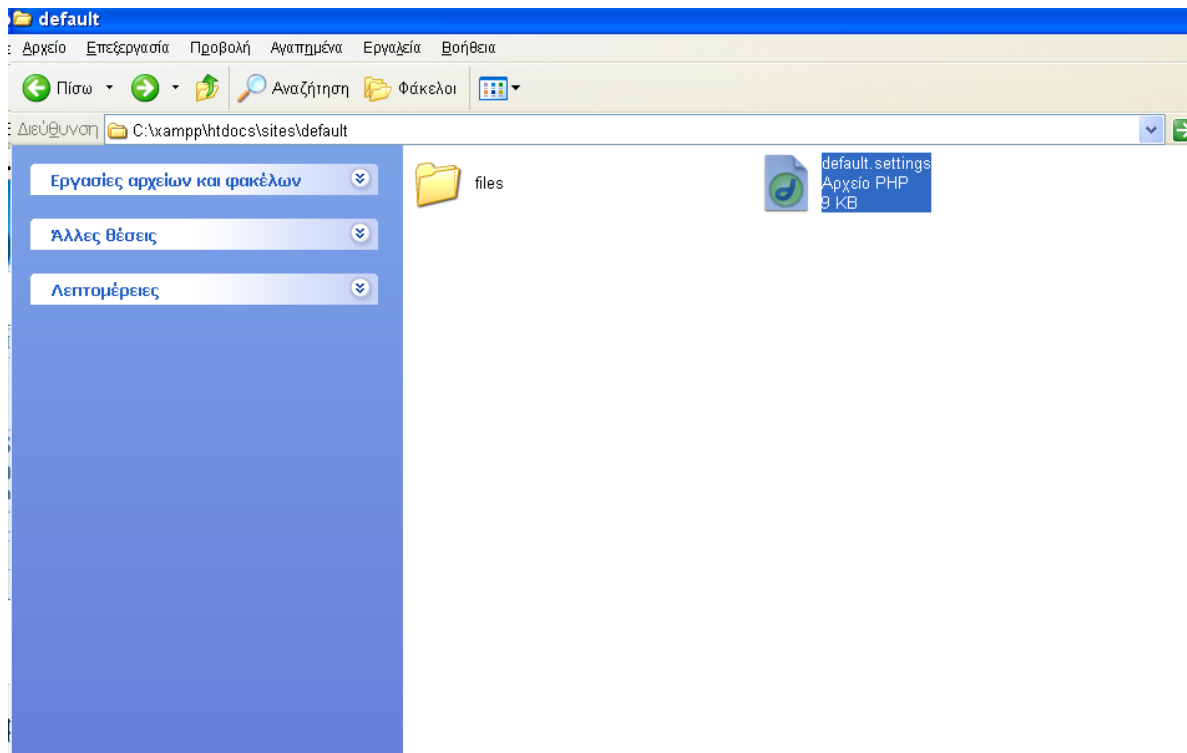 default
Αρχείο Επεξεργασία Προβολή Αγαπημένα Εργαλεία Βοήθεια
Πίσω Αναζήτηση Φάκελοι
Διεύθυνση C:\xampp\htdocs\sites\default
Εργασίες αρχείων και φακέλων
Άλλες θέσεις
Λεπτομέρειες
files
default.settings
Αρχείο PHP
9 KB